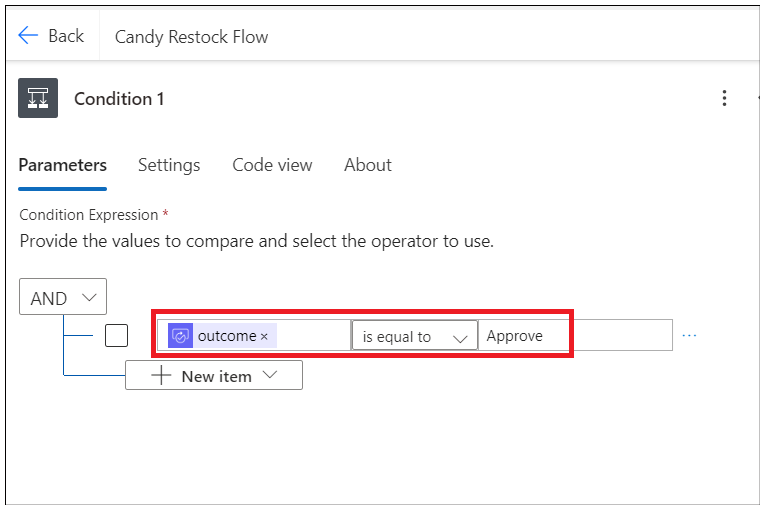 Back
Candy Restock Flow
Condition 1
Parameters Settings Code view About
Condition Expression *
Provide the values to compare and select the operator to use.
AND
outcome × is equal to Approve
New item